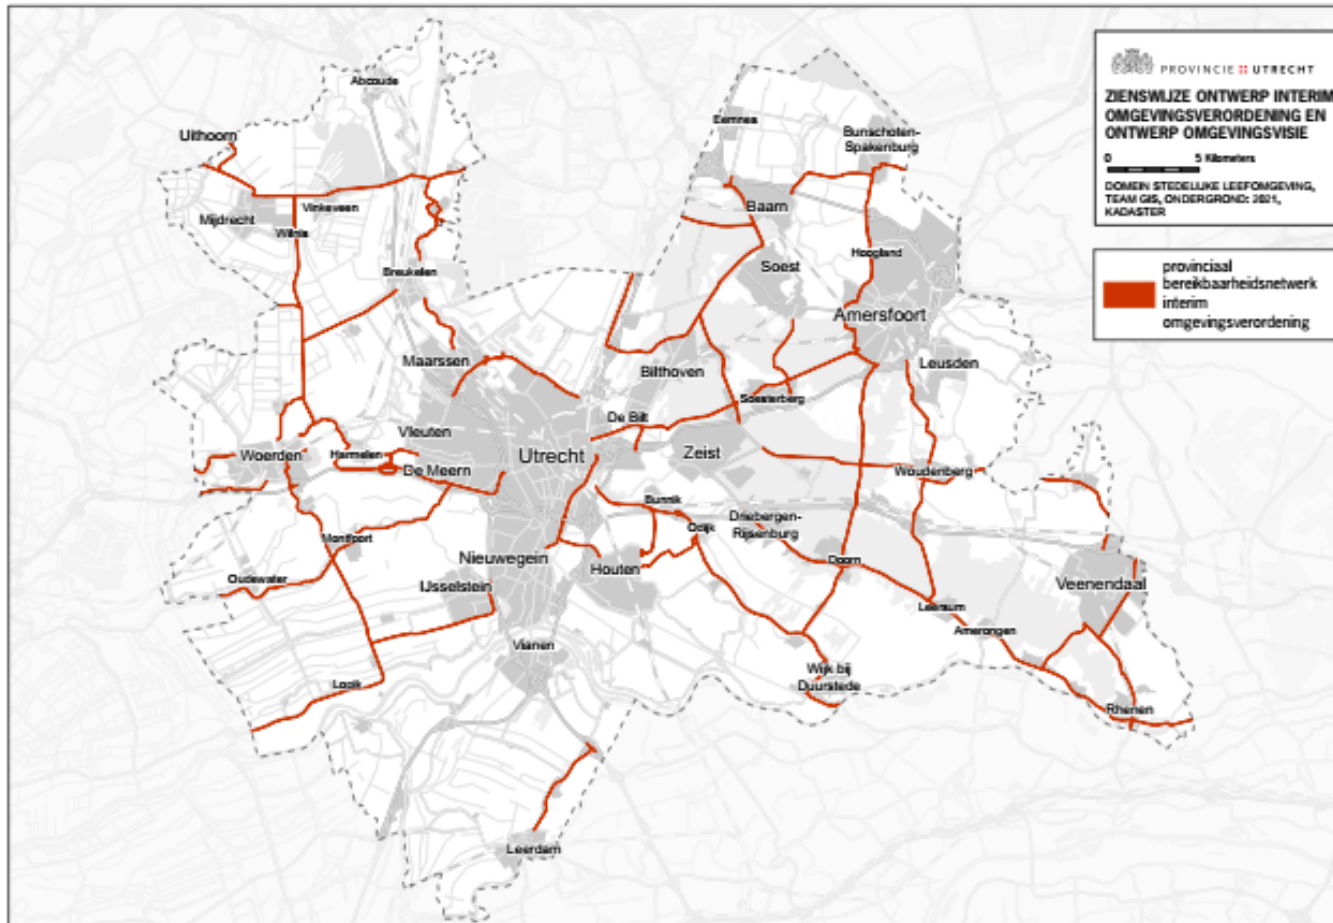 PROVINCIE UTRECHT
ZIENSWIJZE ONTWERP INTERIM
OMGEVINGSVERORDENING EN
ONTWERP OMGEVINGSVISIE
0 5 Kilometers
DOMEIN STEDELIJKE LEEFOMGEVING,
TEAM GIS, ONDERGROND: 2021,
KADASTER
provinciaal
bereikbaarheidsnetwerk
interim
omgevingsverordening
Abcoude
Uithoorn
Eemnes
Bunschoten-
Spakenburg
Mijdrecht
Vinkeveen
Wilnis
Baarn
Hoogland
Breukelen
Soest
Amersfoort
Maarssen
Bilthoven
Leusden
Soesterberg
De Bilt
Vleuten
Woerden
Harmelen
De Meern
Utrecht
Zeist
Woudenberg
Bunnik
Driebergen-
Rijsenburg
Odijk
Montfoort
Nieuwegein
Houten
Doorn
Oudewater
IJsselstein
Veenendaal
Leersum
Amerongen
Vianen
Wijk bij
Duurstede
Lopik
Rhenen
Leerdam